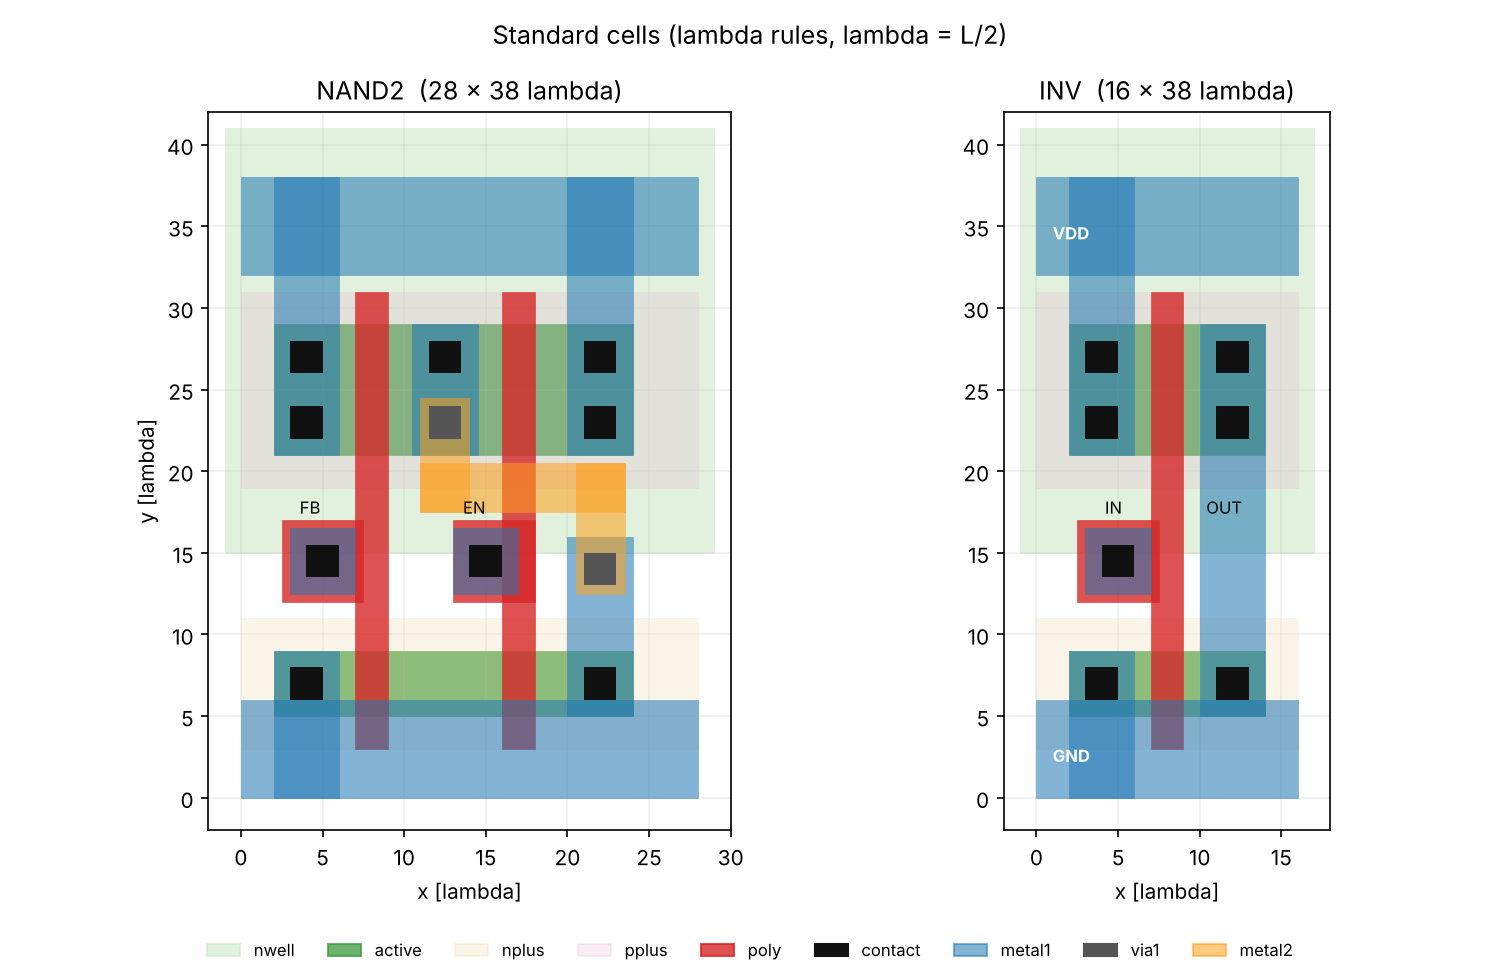 Standard cells (lambda rules, lambda = L/2)
NAND2 (28 × 38 lambda)
40
35
30
25
20
15
10
5
0
y [lambda]
FB
EN
0 5 10 15 20 25 30
x [lambda]
INV (16 × 38 lambda)
40
35
30
25
20
15
10
5
0
VDD
IN
OUT
GND
0 5 10 15
x [lambda]
nwell active nplus pplus poly contact metal1 via1 metal2